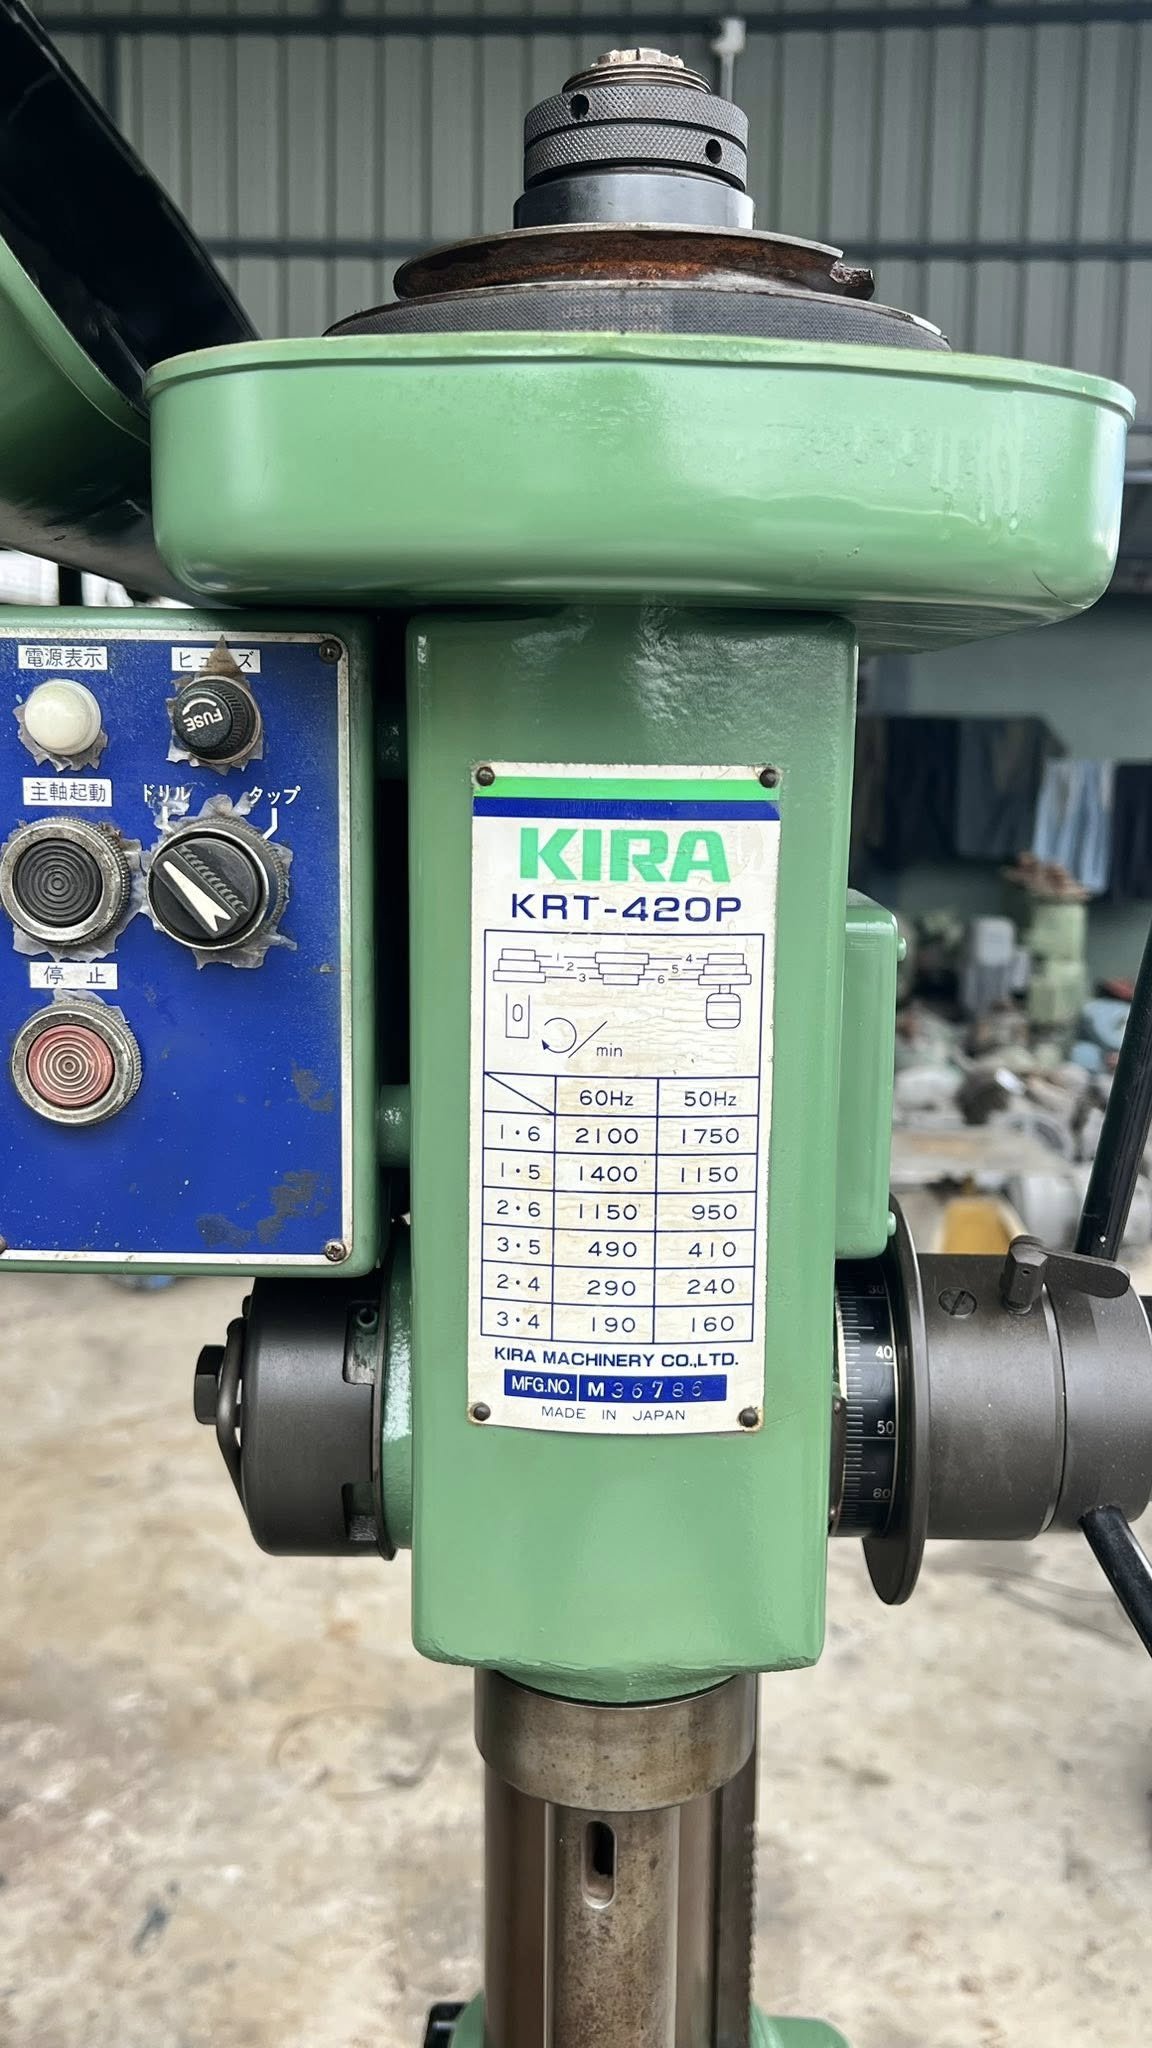 電源表示
ヒューズ
FUSE
主軸起動
ドリル
タップ
停止
KIRA
KRT-420P
1 2 3 4 5 6
0
min
60Hz 50Hz
1・6 2100 1750
1・5 1400 1150
2・6 1150 950
3・5 490 410
2・4 290 240
3・4 190 160
KIRA MACHINERY CO.,LTD.
MFG.NO. M36786
MADE IN JAPAN
30
40
50
60